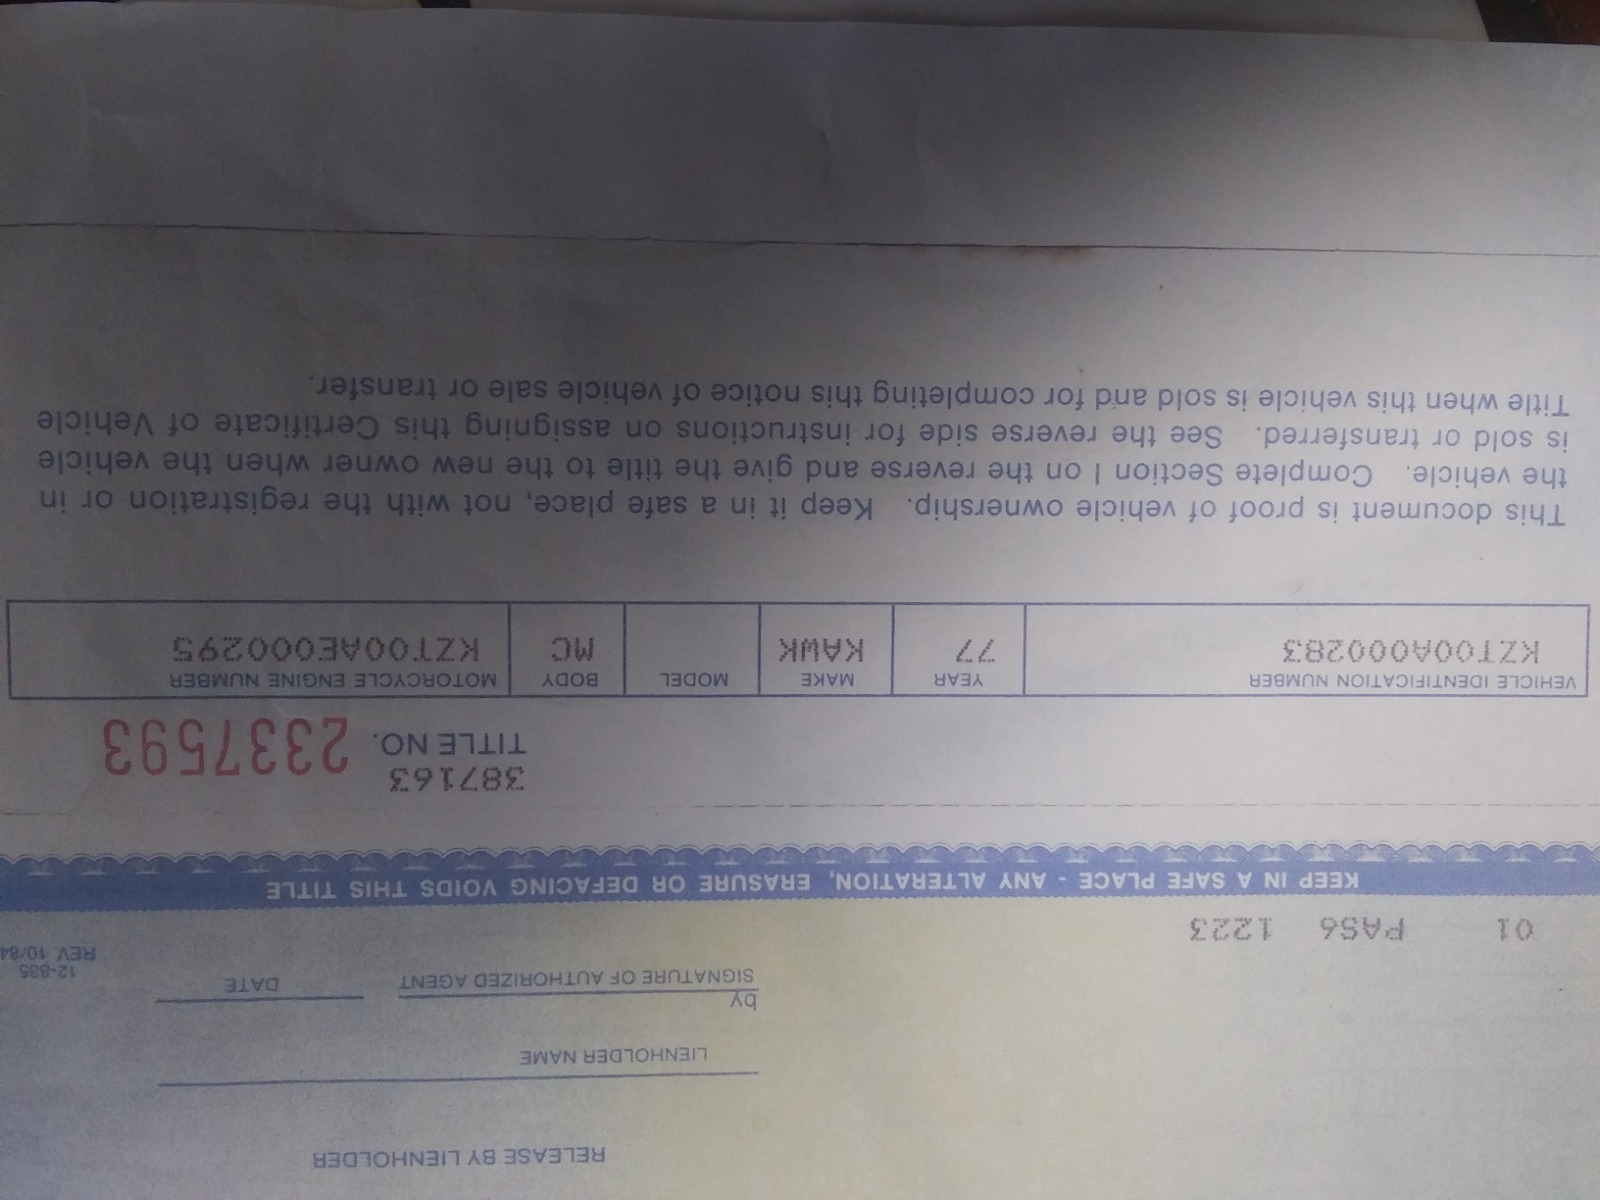 RELEASE BY LIENHOLDER
LIENHOLDER NAME
by
SIGNATURE OF AUTHORIZED AGENT DATE
12-835
REV. 10/84
01 PAS6 1223
KEEP IN A SAFE PLACE - ANY ALTERATION, ERASURE OR DEFACING VOIDS THIS TITLE
387163
TITLE NO. 2337593
VEHICLE IDENTIFICATION NUMBER YEAR MAKE MODEL BODY MOTORCYCLE ENGINE NUMBER
KZT00A000283 77 KAWK MC KZT00AE000295
This document is proof of vehicle ownership. Keep it in a safe place, not with the registration or in
the vehicle. Complete Section I on the reverse and give the title to the new owner when the vehicle
is sold or transferred. See the reverse side for instructions on assigning this Certificate of Vehicle
Title when this vehicle is sold and for completing this notice of vehicle sale or transfer.